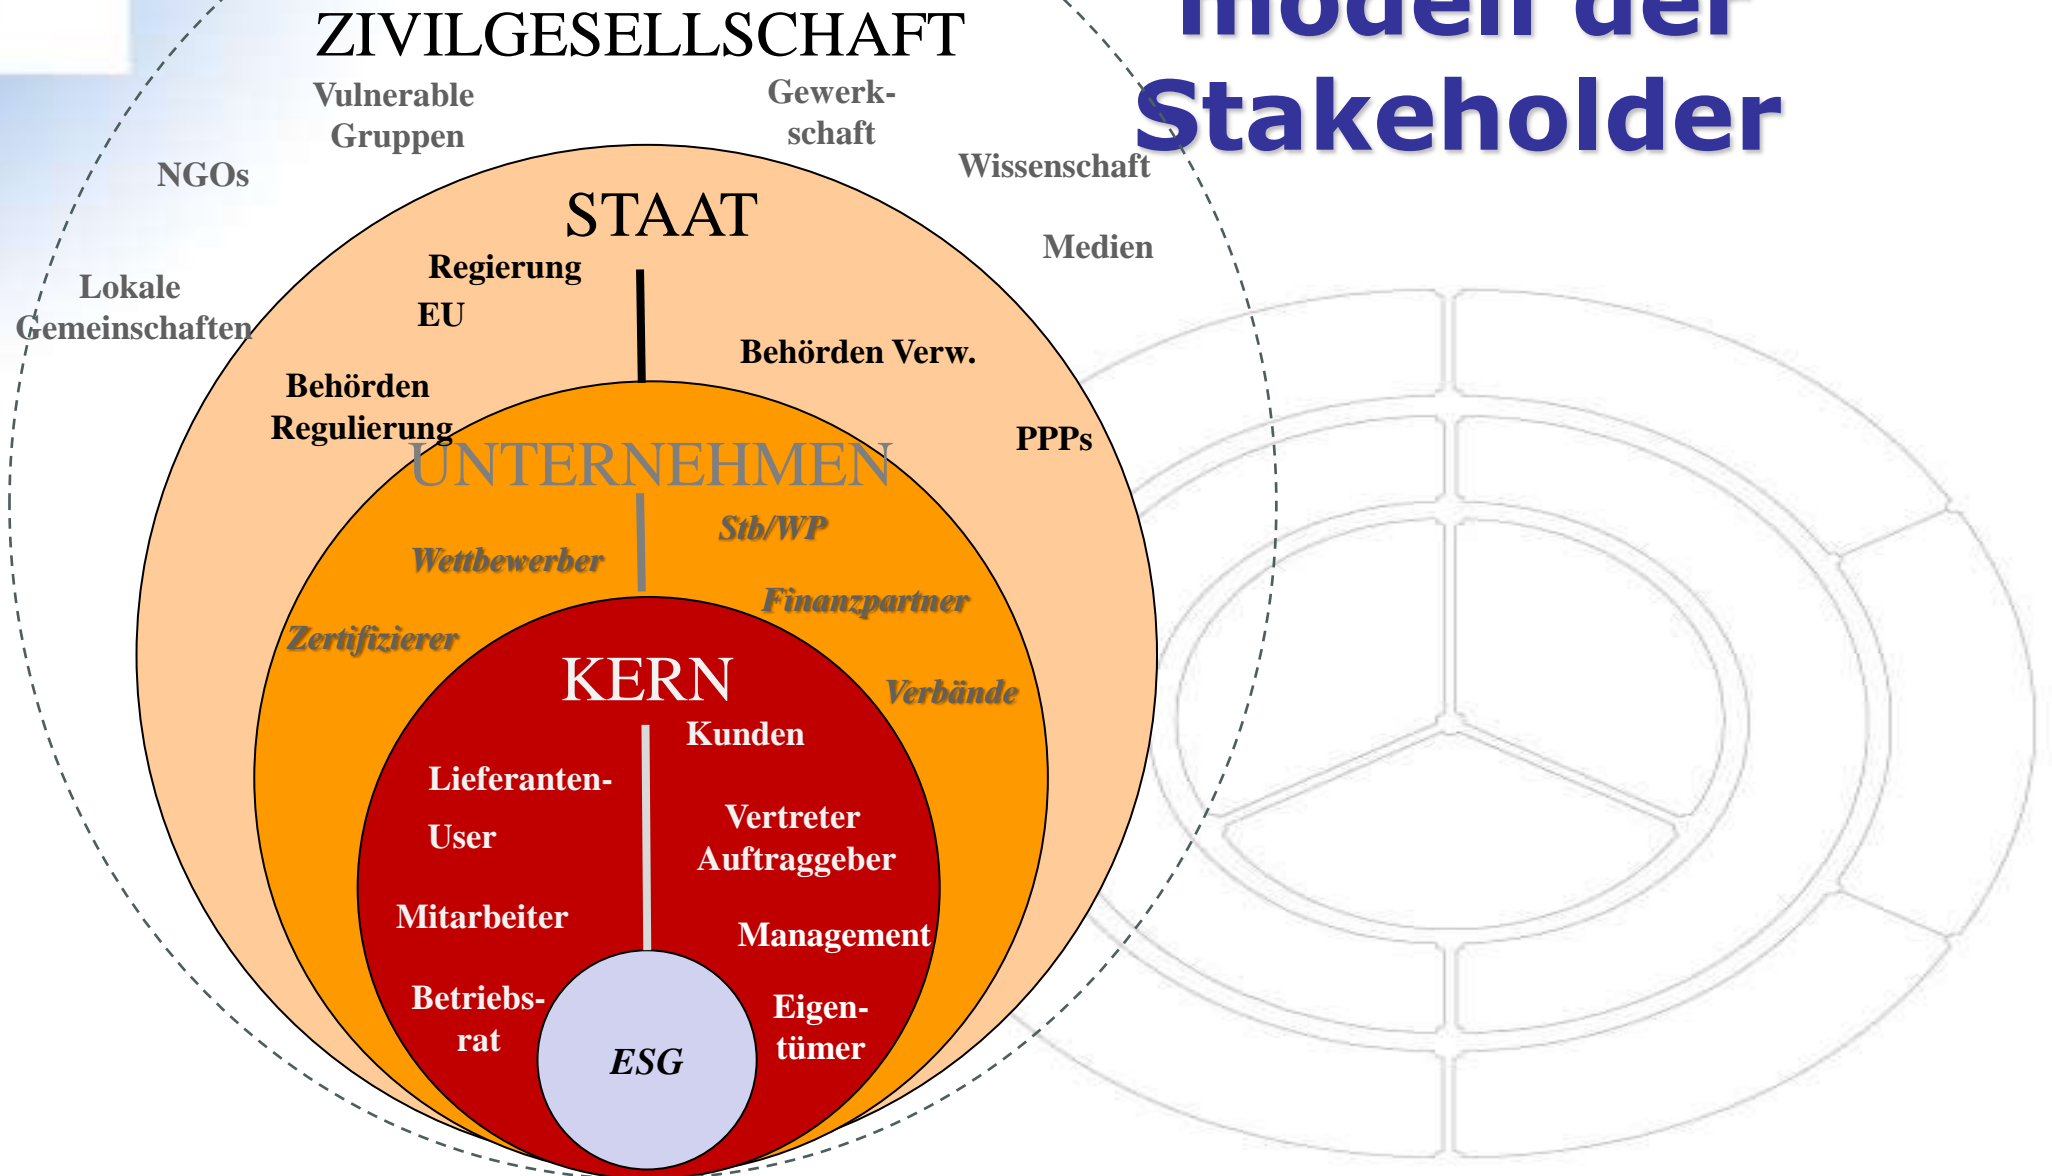 modell der
Stakeholder
ZIVILGESELLSCHAFT
Vulnerable
Gruppen
Gewerk-
schaft
NGOs
Wissenschaft
Medien
Lokale
Gemeinschaften
STAAT
Regierung
EU
Behörden Verw.
Behörden
Regulierung
PPPs
UNTERNEHMEN
Stb/WP
Wettbewerber
Finanzpartner
Zertifizierer
Verbände
KERN
Kunden
Lieferanten-
User
Vertreter
Auftraggeber
Mitarbeiter
Management
Betriebs-
rat
Eigen-
tümer
ESG